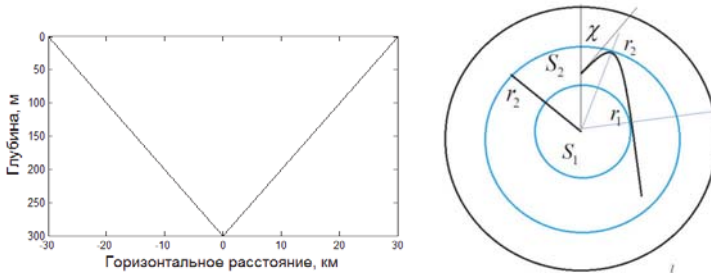 0
50
100
150
200
250
300
Глубина, м
-30 -20 -10 0 10 20 30
Горизонтальное расстояние, км
χ
r₂
S₂
r₂
r₁
S₁